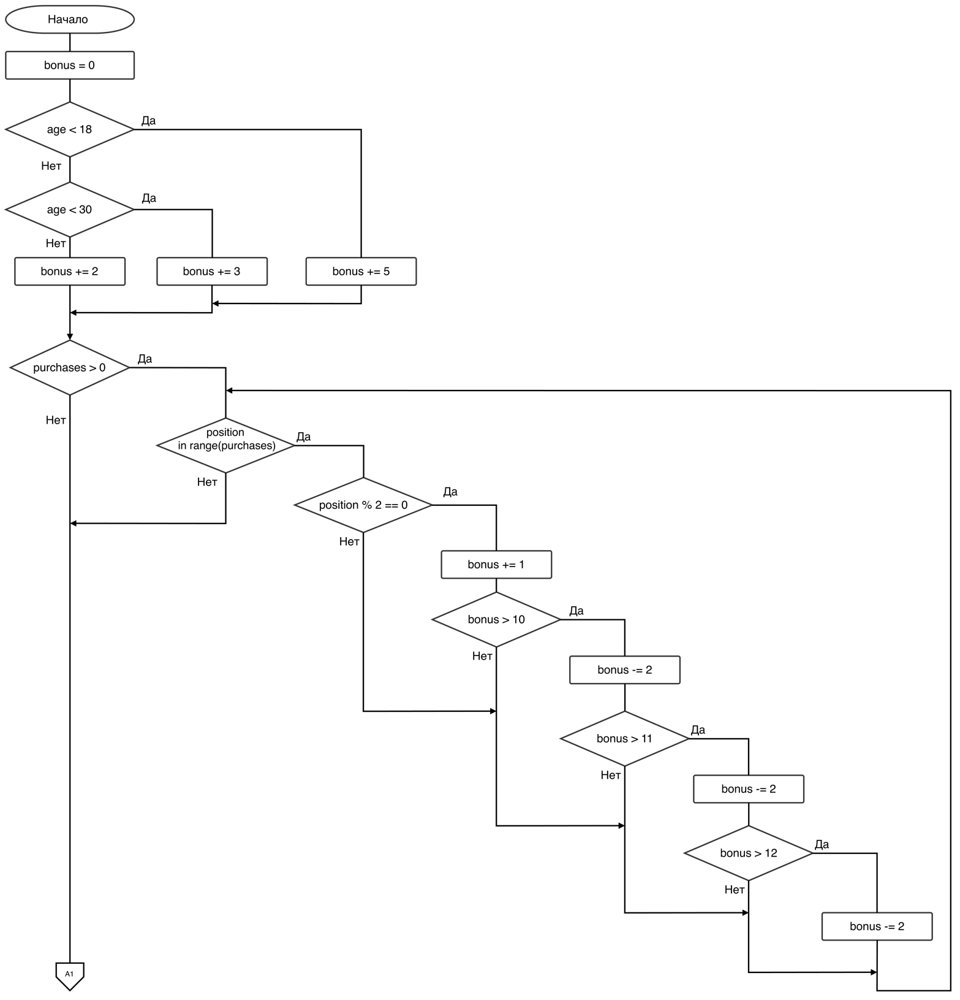 Начало
bonus = 0
age < 18
Да
Нет
age < 30
Да
Нет
bonus += 2
bonus += 3
bonus += 5
purchases > 0
Да
Нет
position
in range(purchases)
Да
Нет
position % 2 == 0
Да
Нет
bonus += 1
bonus > 10
Да
Нет
bonus -= 2
bonus > 11
Да
Нет
bonus -= 2
bonus > 12
Да
Нет
bonus -= 2
A1